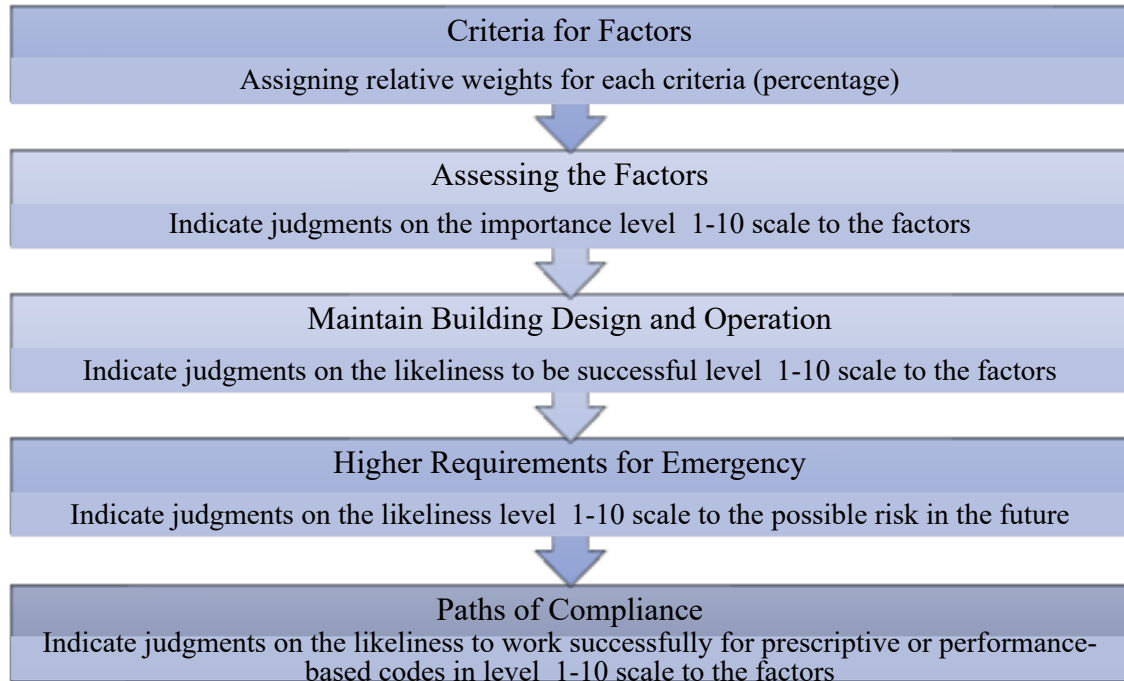 Criteria for Factors
Assigning relative weights for each criteria (percentage)
Assessing the Factors
Indicate judgments on the importance level 1-10 scale to the factors
Maintain Building Design and Operation
Indicate judgments on the likeliness to be successful level 1-10 scale to the factors
Higher Requirements for Emergency
Indicate judgments on the likeliness level 1-10 scale to the possible risk in the future
Paths of Compliance
Indicate judgments on the likeliness to work successfully for prescriptive or performance-
based codes in level 1-10 scale to the factors